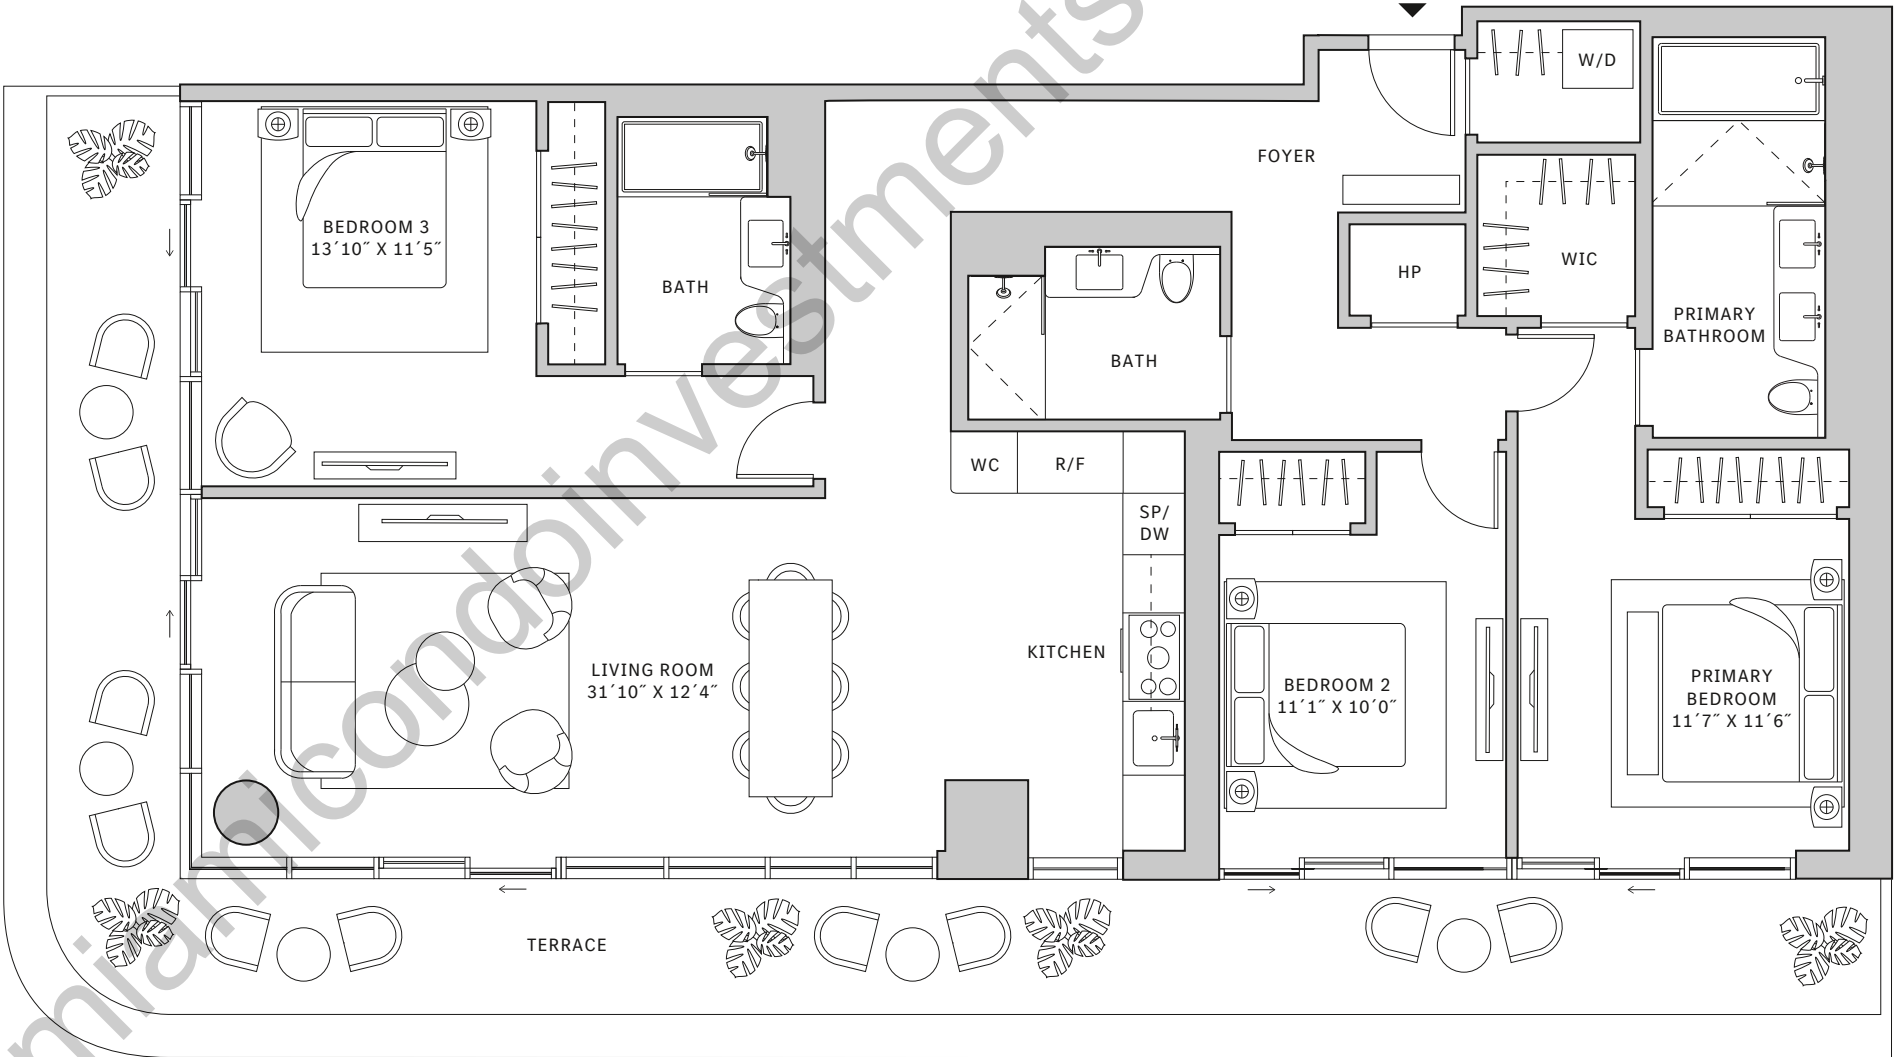 W/D
FOYER
BEDROOM 3
13´10˝ X 11´5˝
BATH
HP
WIC
PRIMARY
BATHROOM
BATH
WC
R/F
SP/
DW
KITCHEN
LIVING ROOM
31´10˝ X 12´4˝
BEDROOM 2
11´1˝ X 10´0˝
PRIMARY
BEDROOM
11´7˝ X 11´6˝
TERRACE
miamicondoinvestments